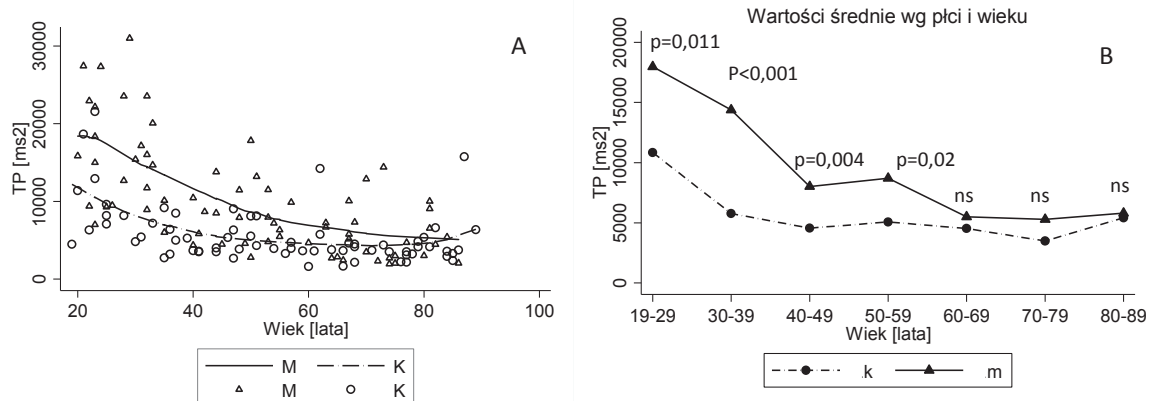 A
TP [ms2]
30000
20000
10000
0
20
40
60
80
100
Wiek [lata]
M
K
M
K
Wartości średnie wg płci i wieku
B
TP [ms2]
20000
15000
10000
5000
0
p=0,011
P<0,001
p=0,004
p=0,02
ns
ns
ns
19-29
30-39
40-49
50-59
60-69
70-79
80-89
Wiek [lata]
.k
.m